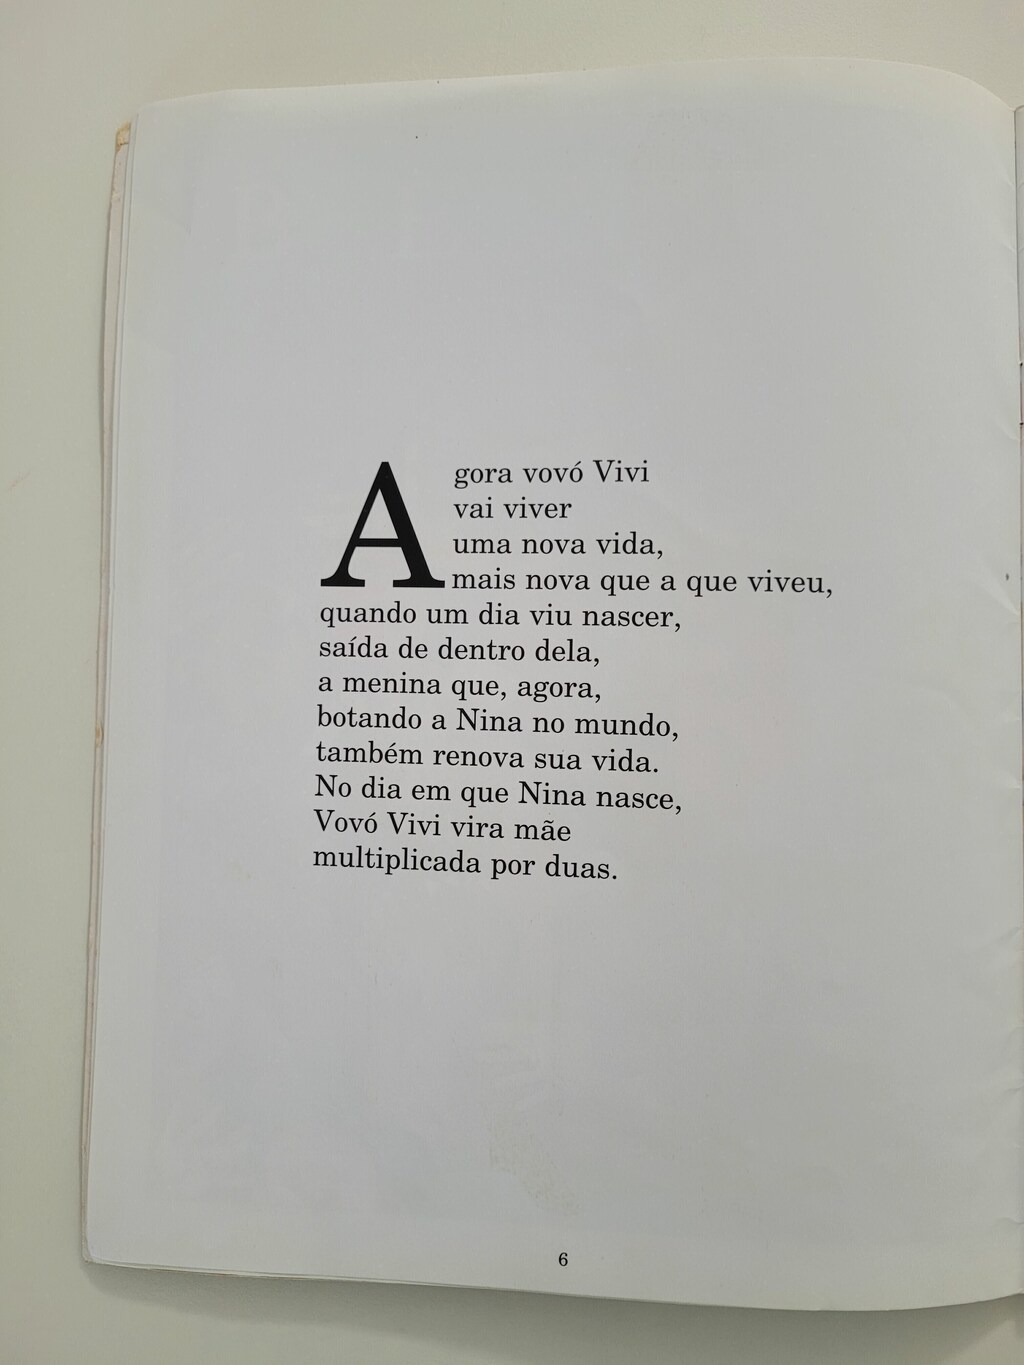 Agora vovó Vivi
vai viver
uma nova vida,
mais nova que a que viveu,
quando um dia viu nascer,
saída de dentro dela,
a menina que, agora,
botando a Nina no mundo,
também renova sua vida.
No dia em que Nina nasce,
Vovó Vivi vira mãe
multiplicada por duas.
6